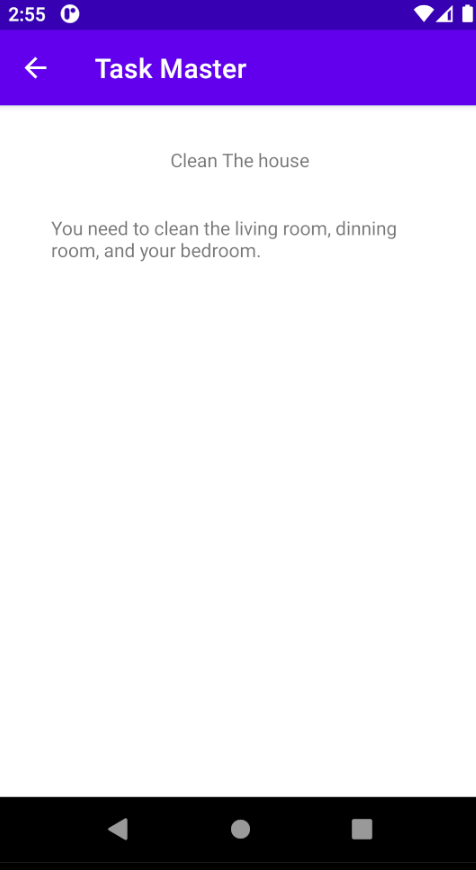 2:55
Task Master
Clean The house
You need to clean the living room, dinning
room, and your bedroom.